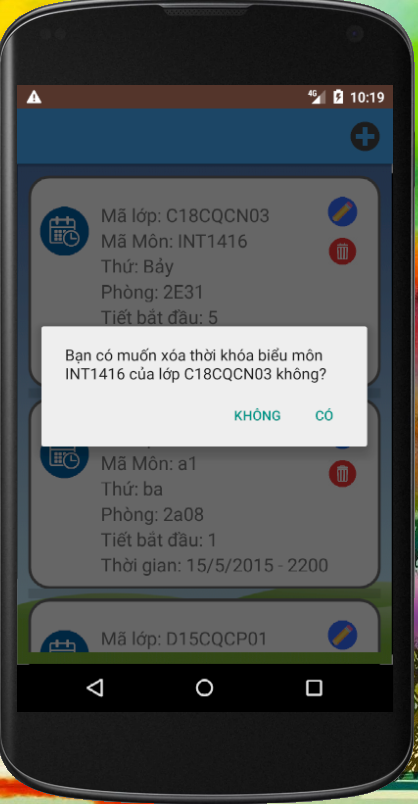 4G 10:19
Mã lớp: C18CQCN03
Mã Môn: INT1416
Thứ: Bảy
Phòng: 2E31
Tiết bắt đầu: 5
Bạn có muốn xóa thời khóa biểu môn
INT1416 của lớp C18CQCN03 không?
KHÔNG CÓ
Mã Môn: a1
Thứ: ba
Phòng: 2a08
Tiết bắt đầu: 1
Thời gian: 15/5/2015 - 2200
Mã lớp: D15CQCP01